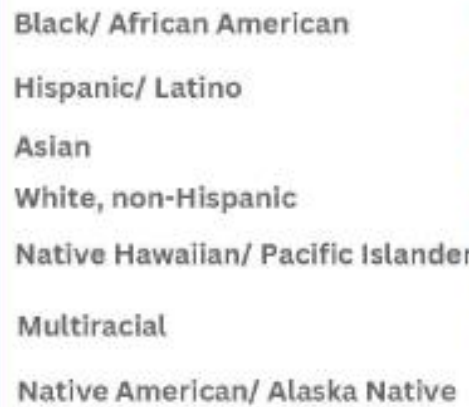 Black/ African American
Hispanic/ Latino
Asian
White, non-Hispanic
Native Hawaiian/ Pacific Islander
Multiracial
Native American/ Alaska Native